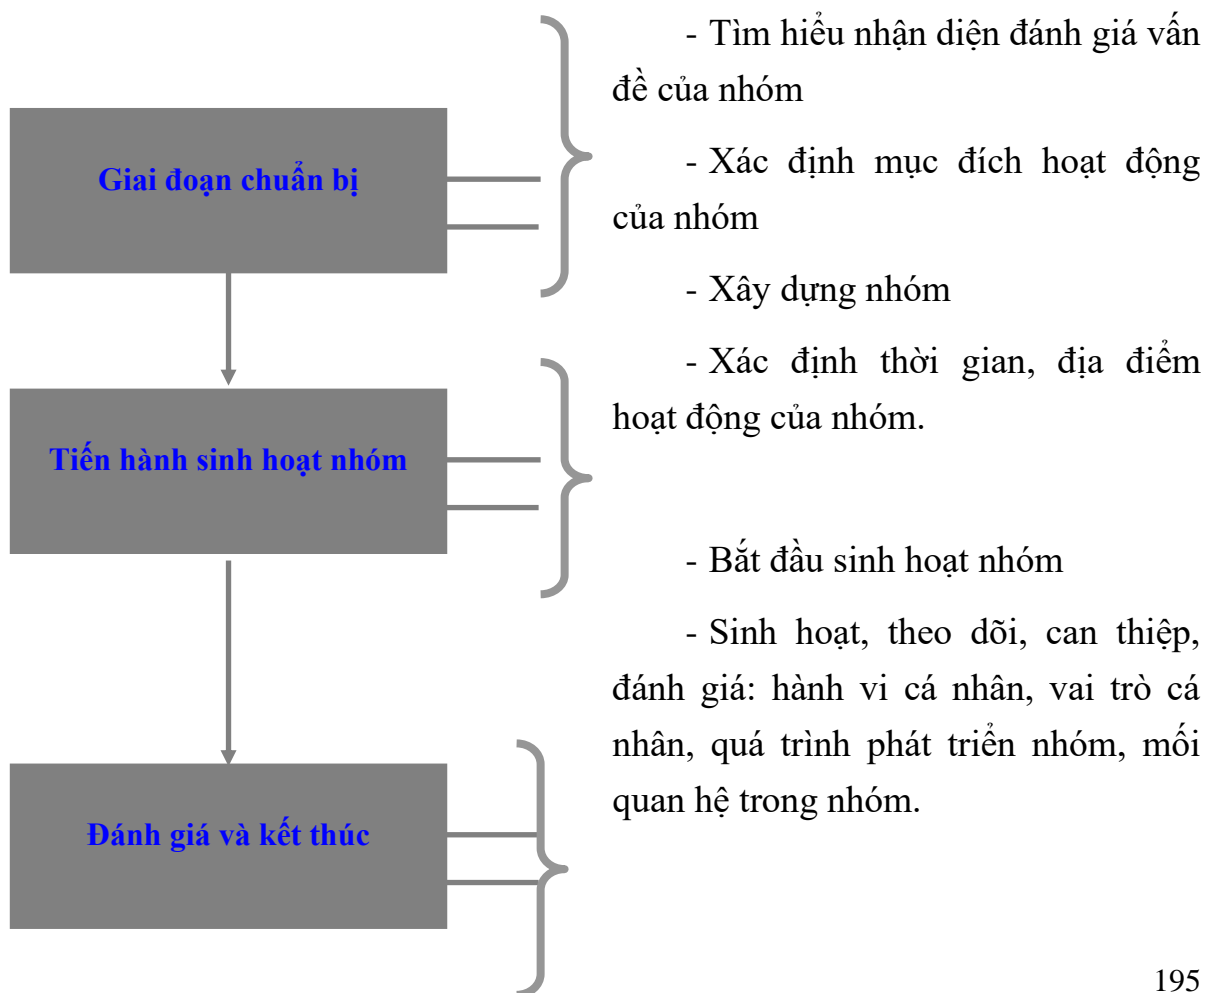 - Tìm hiểu nhận diện đánh giá vấn
đề của nhóm
Giai đoạn chuẩn bị
- Xác định mục đích hoạt động
của nhóm
- Xây dựng nhóm
- Xác định thời gian, địa điểm
hoạt động của nhóm.
Tiến hành sinh hoạt nhóm
- Bắt đầu sinh hoạt nhóm
- Sinh hoạt, theo dõi, can thiệp,
đánh giá: hành vi cá nhân, vai trò cá
nhân, quá trình phát triển nhóm, mối
quan hệ trong nhóm.
Đánh giá và kết thúc
195